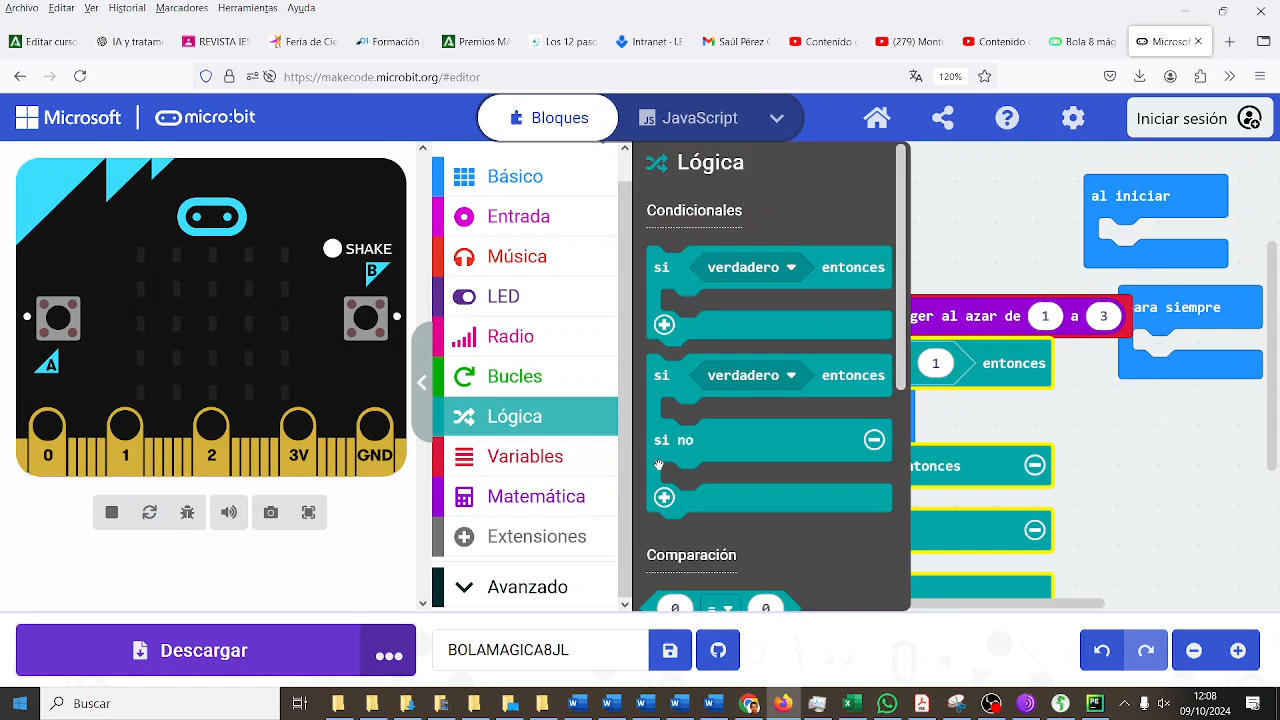 Archivo Editar Ver Historial Marcadores Herramientas Ayuda
Editar curso IA y tratami REVISTA IES Feria de Cie Formación Premios MA Los 12 paso Intranet - LE Saúl Pérez C Contenido c (279) Mont Contenido c Bola 8 mág Microsof
https://makecode.microbit.org/#editor 120%
Microsoft micro:bit Bloques JavaScript Iniciar sesión
SHAKE
B
A
0 1 2 3V GND
Básico
Entrada
Música
LED
Radio
Bucles
Lógica
Variables
Matemática
Extensiones
Avanzado
Lógica
Condicionales
si verdadero entonces
si verdadero entonces
si no
Comparación
0 = 0
al iniciar
ara siempre
ger al azar de 1 a 3
1 entonces
tonces
Descargar
BOLAMAGICA8JL
Buscar
12:08
09/10/2024